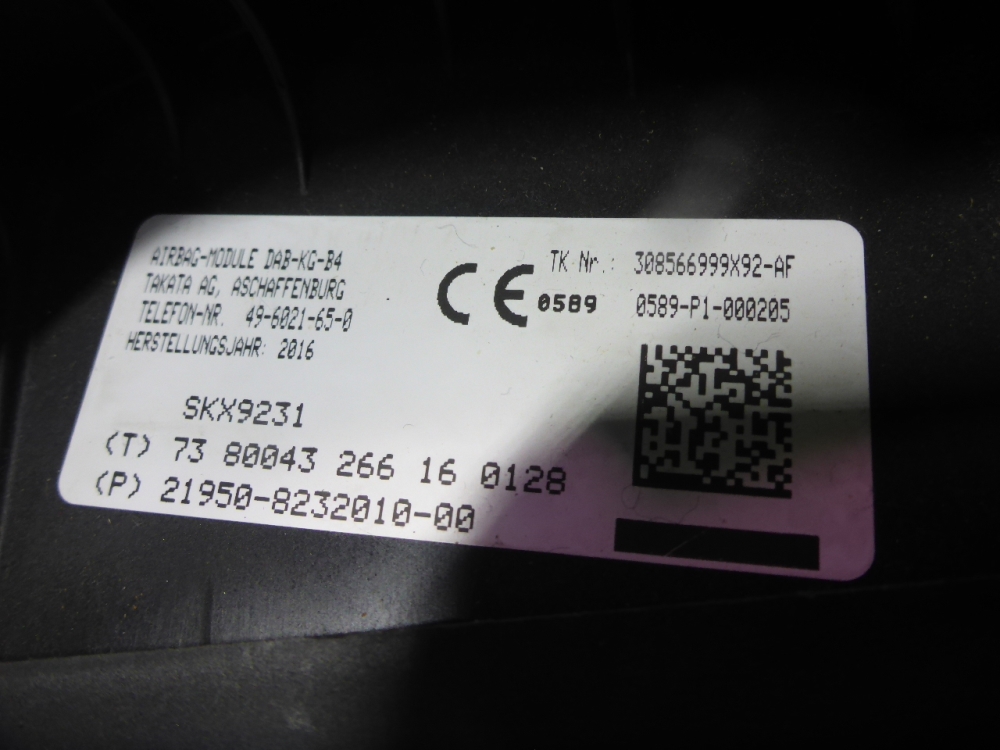 AIRBAG-MODULE DAB-KG-B4
TAKATA AG, ASCHAFFENBURG
TELEFON-NR. 49-6021-65-0
HERSTELLUNGSJAHR: 2016
CE 0589
TK Nr.: 308566999X92-AF
0589-P1-000205
SKX9231
(T) 73 80043 266 16 0128
(P) 21950-8232010-00